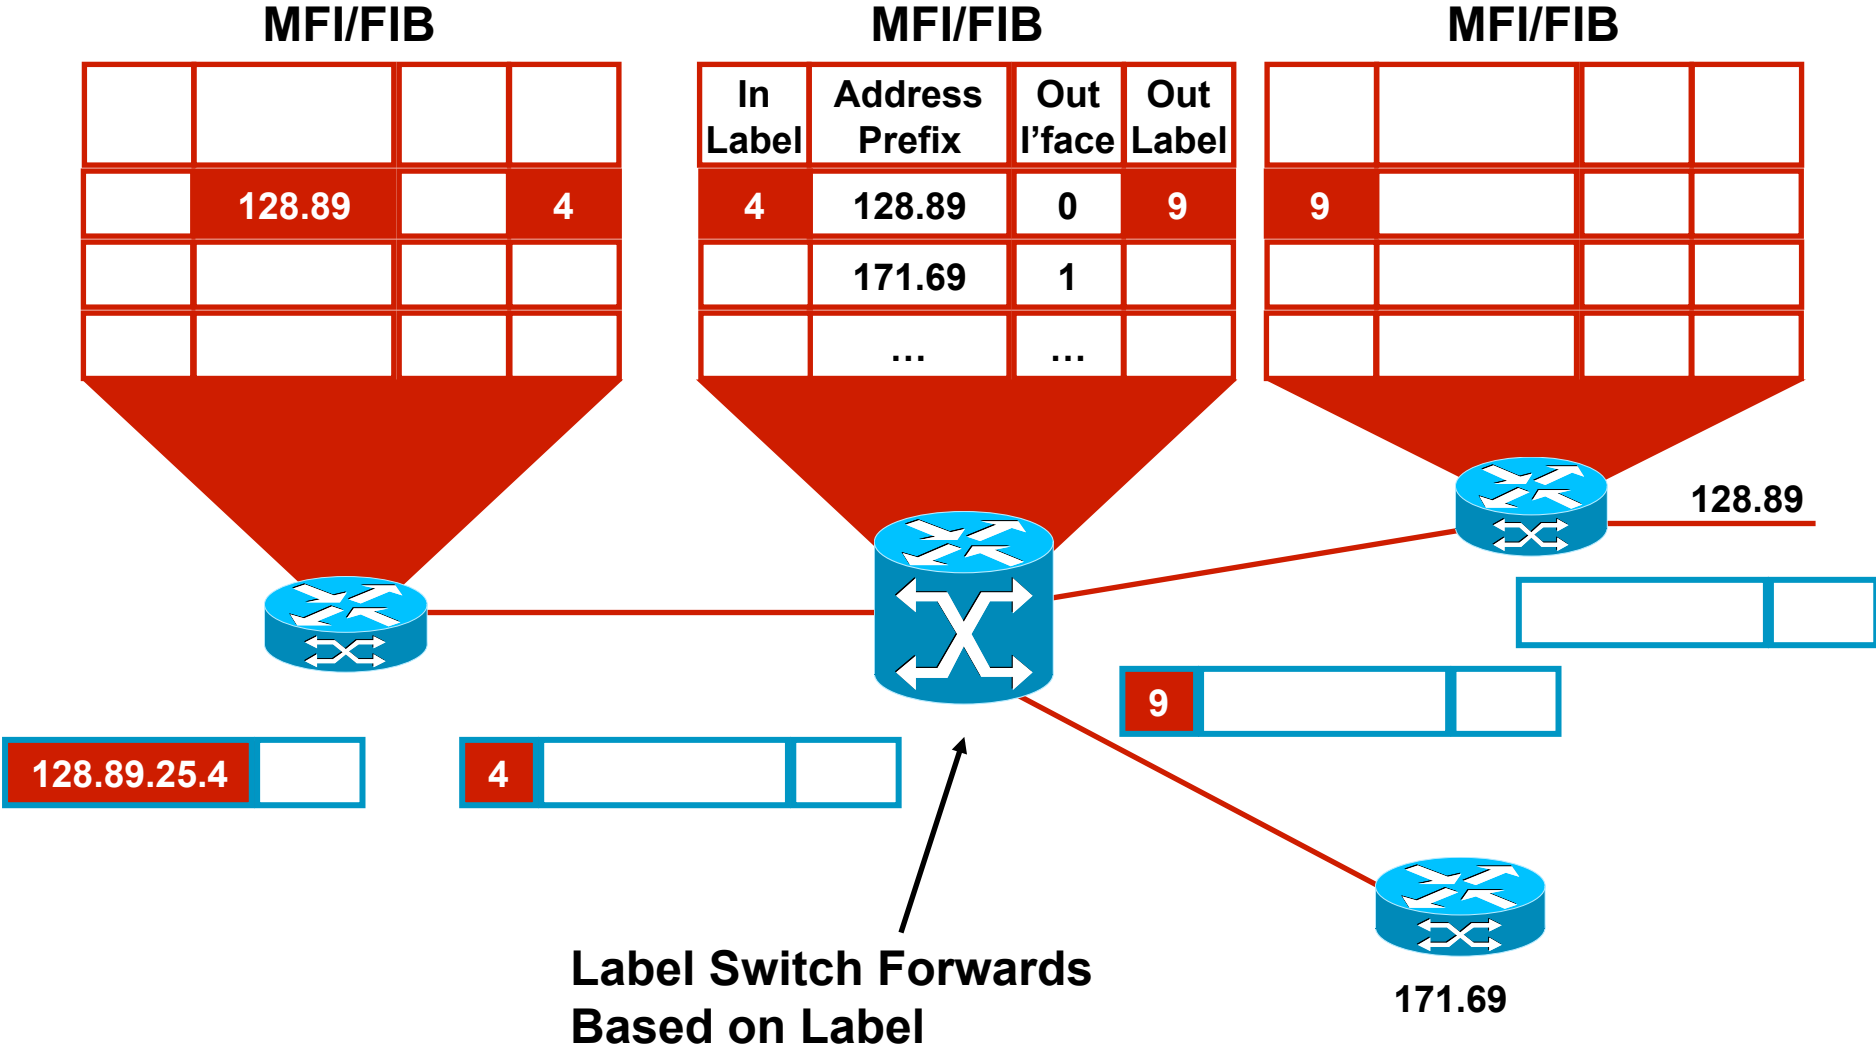 MFI/FIB
MFI/FIB
MFI/FIB
In Label
Address Prefix
Out I’face
Out Label
128.89
4
4
128.89
0
9
9
171.69
1
...
...
128.89
9
128.89.25.4
4
Label Switch Forwards
Based on Label
171.69